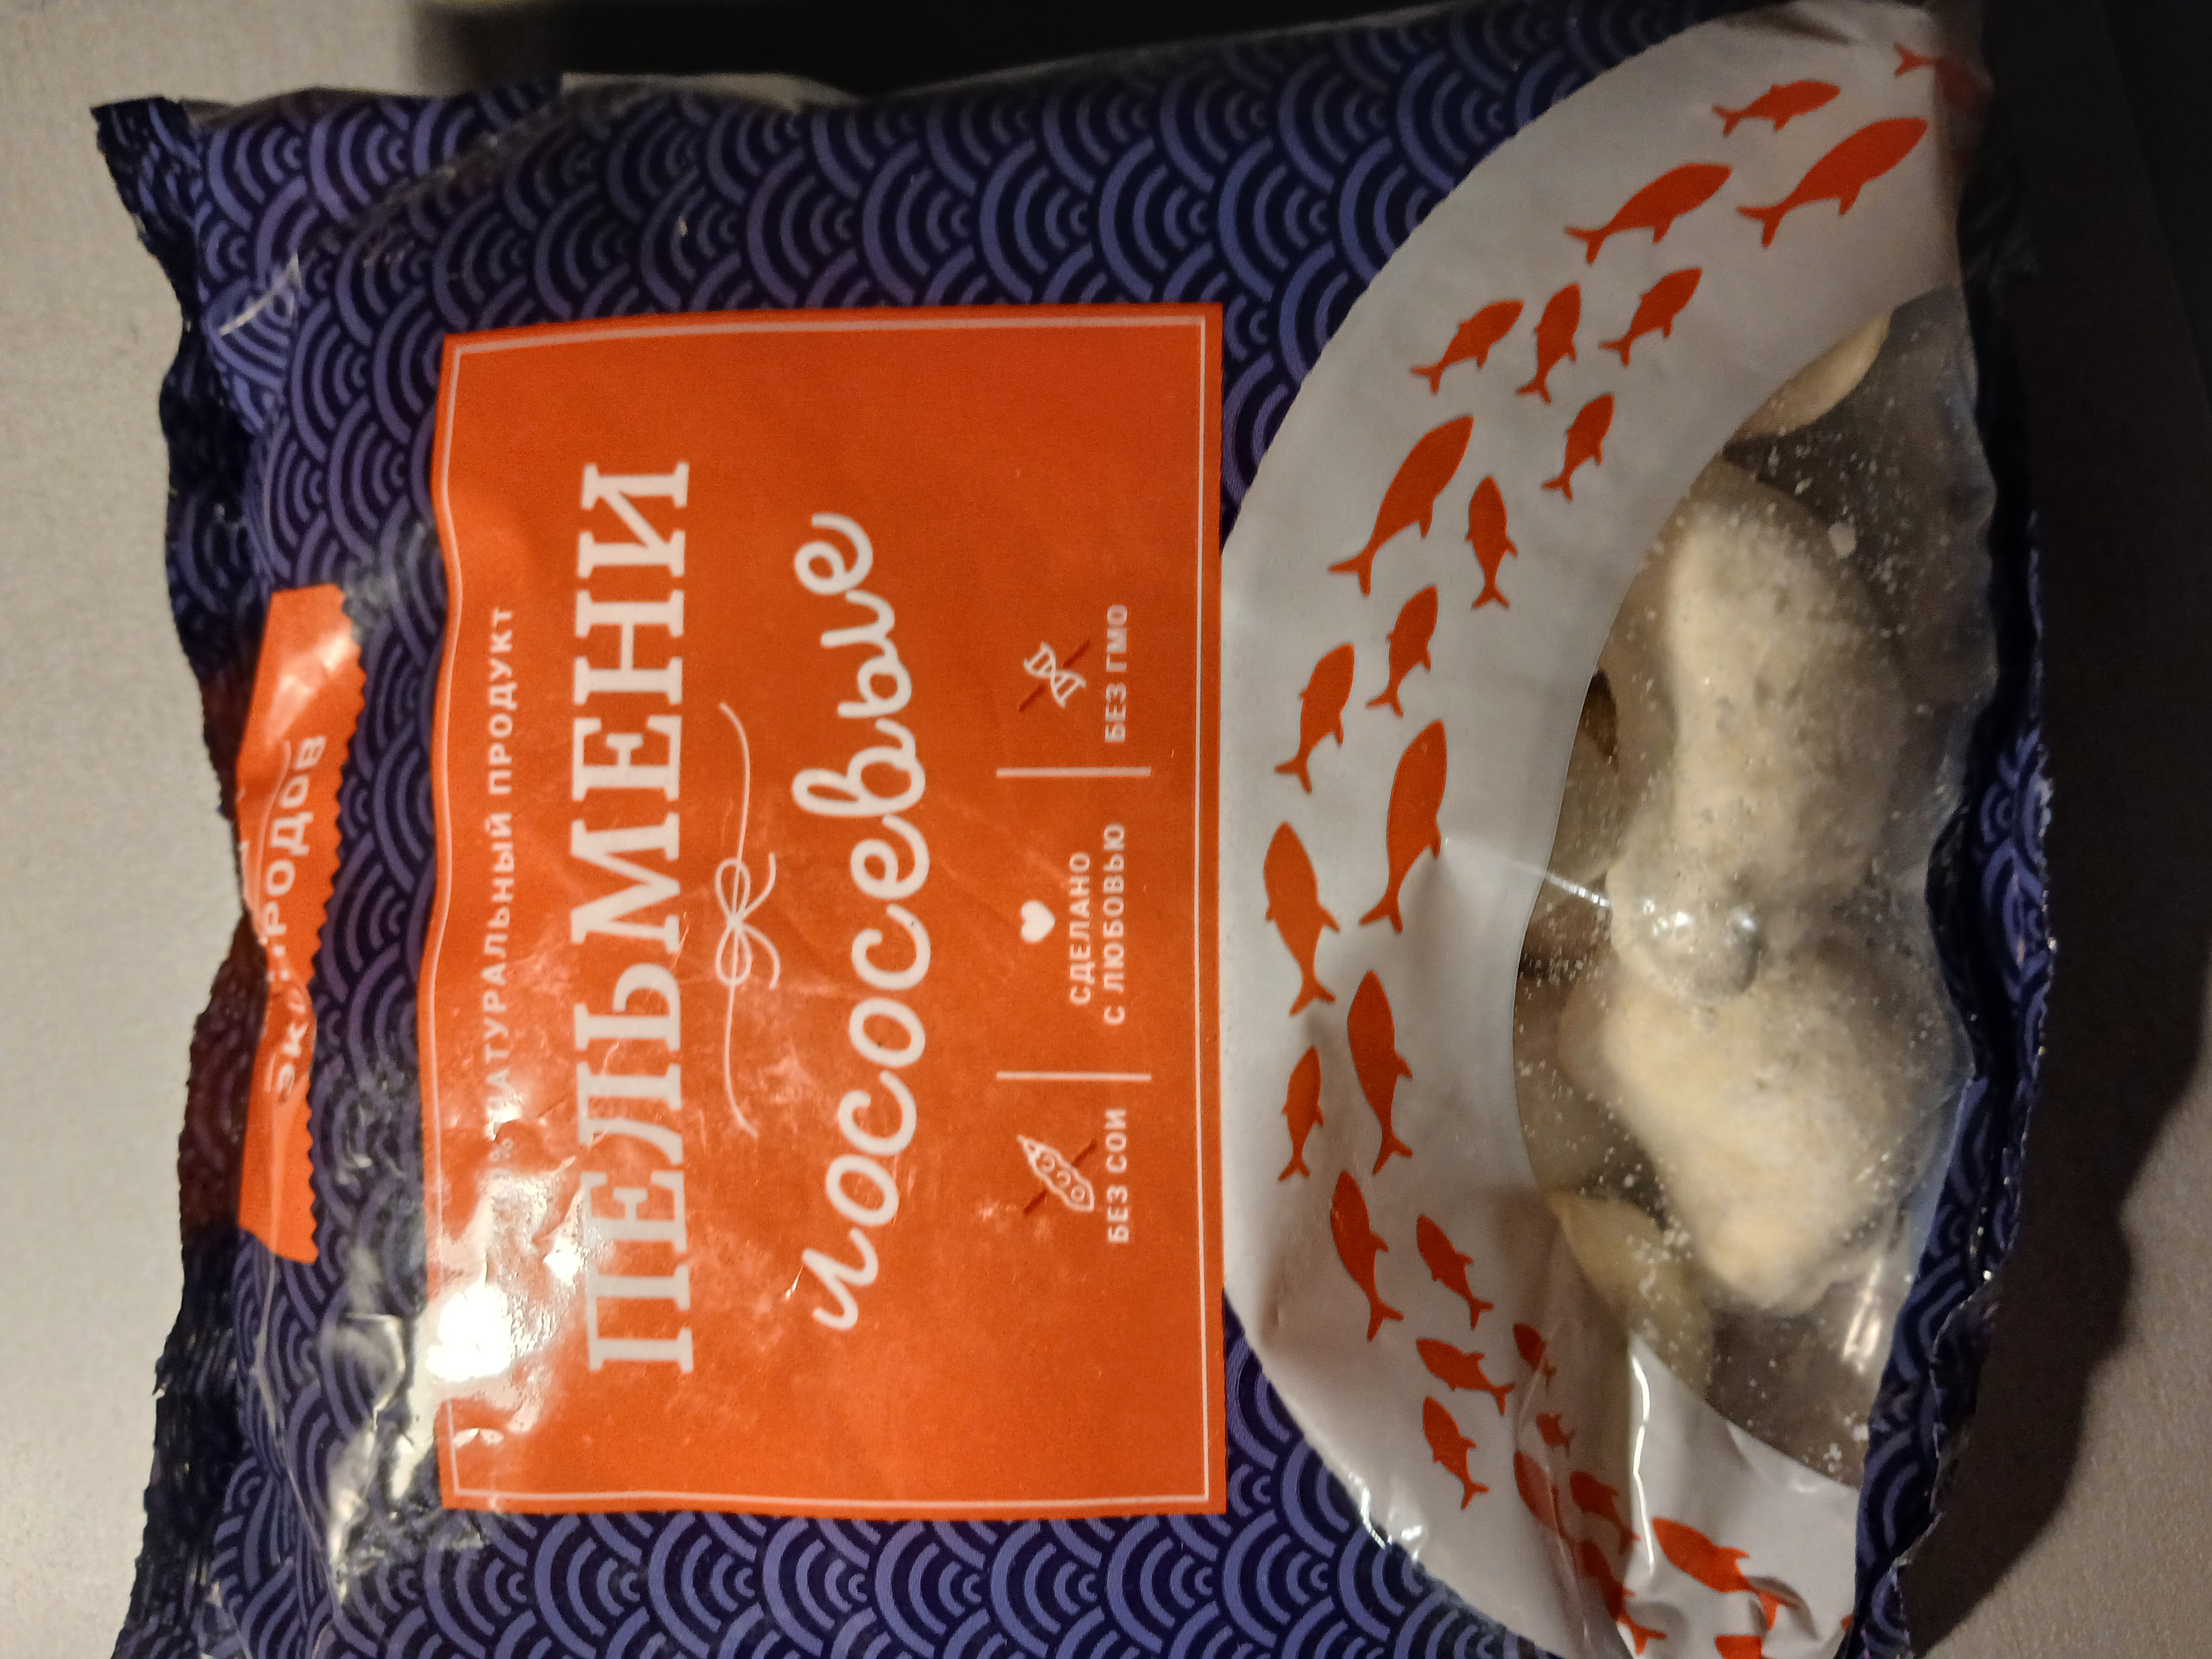 НАТУРАЛЬНЫЙ ПРОДУКТ
ПЕЛЬМЕНИ
лососевые
БЕЗ СОИ
СДЕЛАНО
С ЛЮБОВЬЮ
БЕЗ ГМО